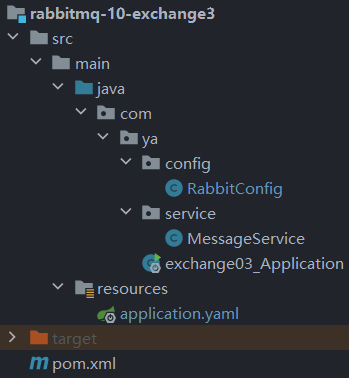 rabbitmq-10-exchange3
src
main
java
com
ya
config
RabbitConfig
service
MessageService
exchange03_Application
resources
application.yaml
target
pom.xml